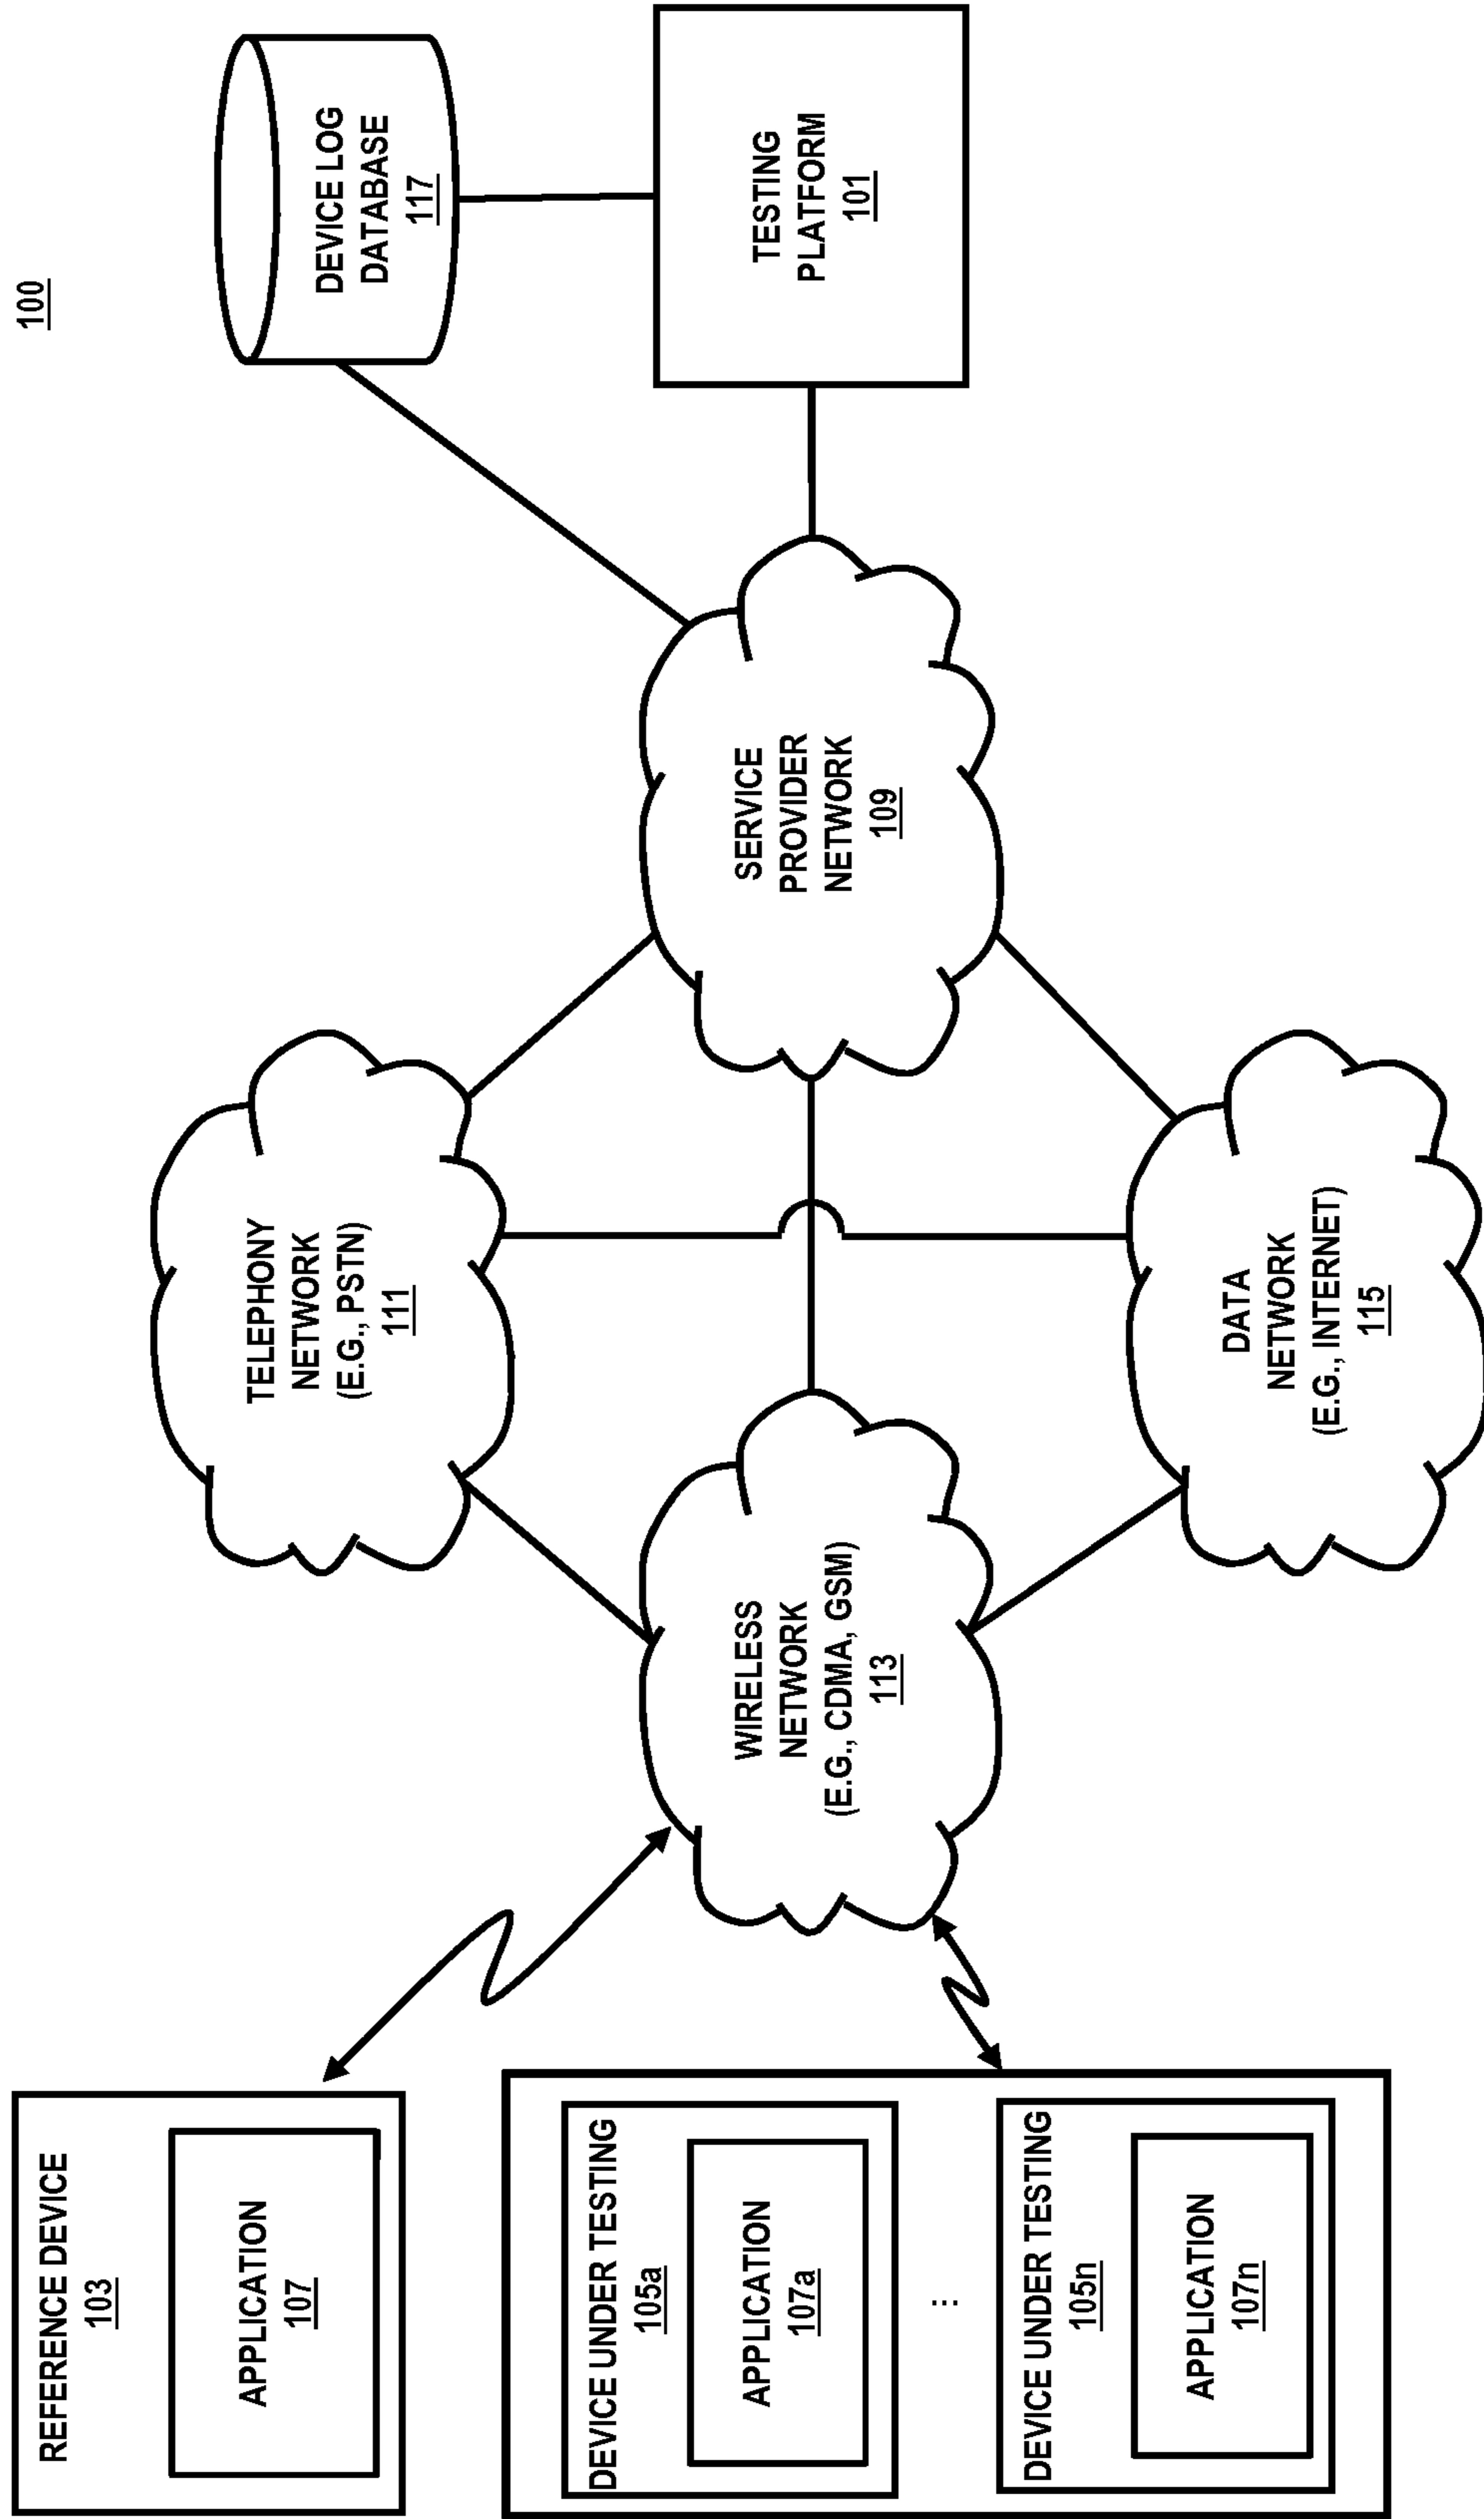 100
REFERENCE DEVICE
103
APPLICATION
107
DEVICE UNDER TESTING
105a
APPLICATION
107a
...
DEVICE UNDER TESTING
105n
APPLICATION
107n
TELEPHONY
NETWORK
(E.G., PSTN)
111
WIRELESS
NETWORK
(E.G., CDMA, GSM)
113
DATA
NETWORK
(E.G., INTERNET)
115
SERVICE
PROVIDER
NETWORK
109
DEVICE LOG
DATABASE
117
TESTING
PLATFORM
101